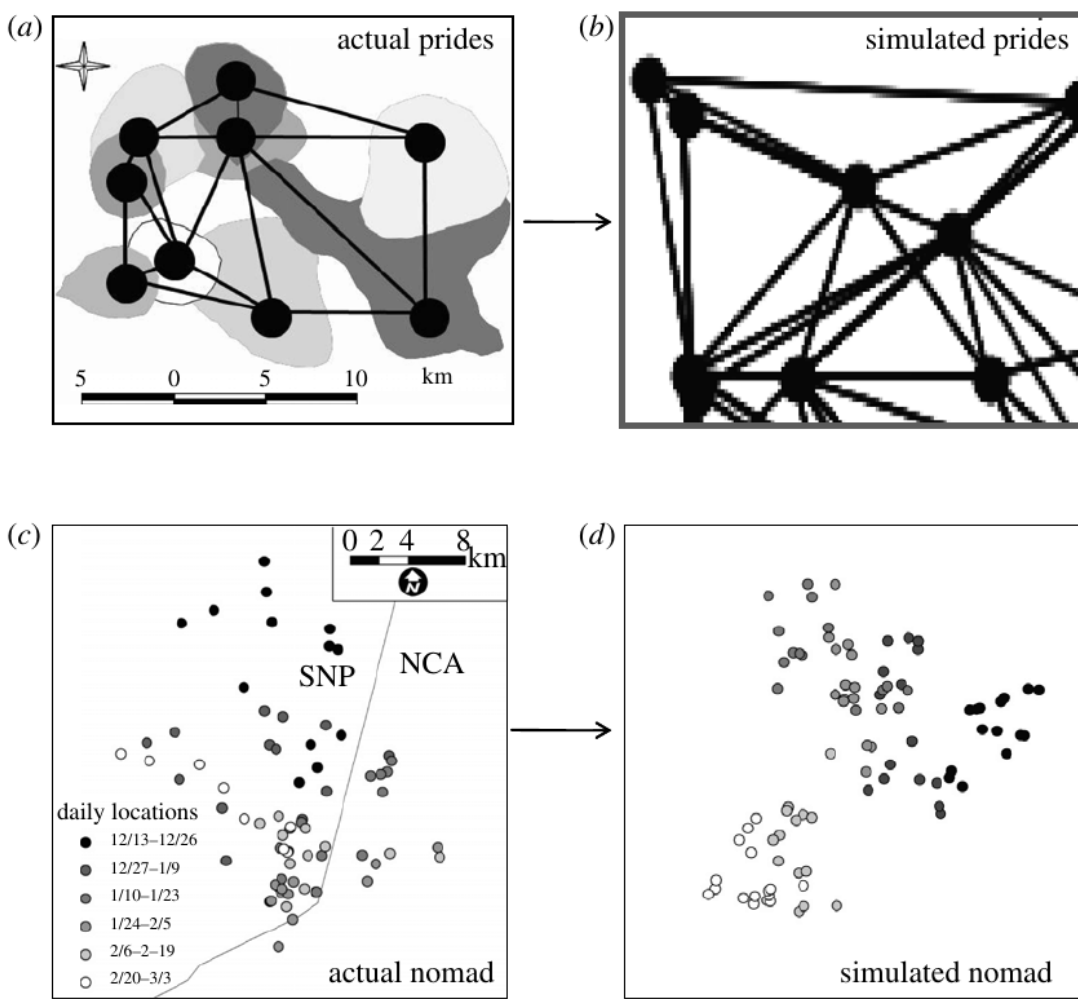 (a)
actual prides
5 0 5 10 km
(b)
simulated prides
(c)
0 2 4 8
km
N
SNP
NCA
daily locations
12/13–12/26
12/27–1/9
1/10–1/23
1/24–2/5
2/6–2–19
2/20–3/3
actual nomad
(d)
simulated nomad